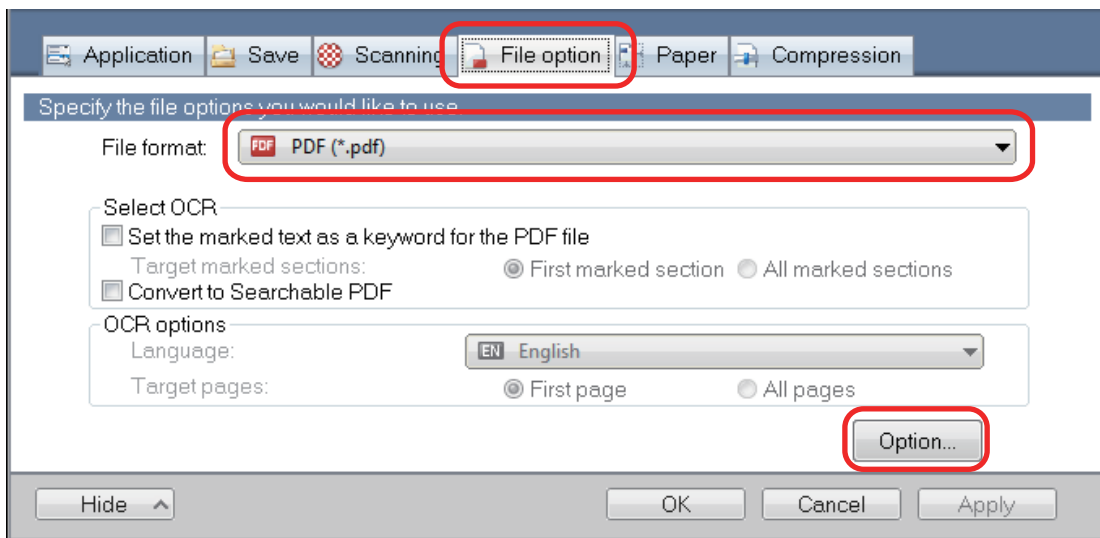 Application Save Scanning File option Paper Compression
Specify the file options you would like to use.
File format: PDF PDF (*.pdf)
Select OCR
Set the marked text as a keyword for the PDF file
Target marked sections: First marked section All marked sections
Convert to Searchable PDF
OCR options
Language: EN English
Target pages: First page All pages
Option...
Hide OK Cancel Apply